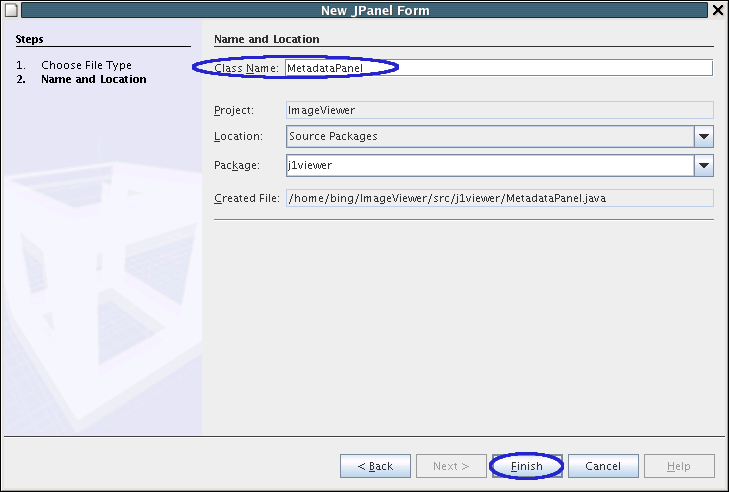 New JPanel Form
Steps
1. Choose File Type
2. Name and Location
Name and Location
Class Name: MetadataPanel
Project: ImageViewer
Location: Source Packages
Package: j1viewer
Created File: /home/bing/ImageViewer/src/j1viewer/MetadataPanel.java
< Back Next > Finish Cancel Help